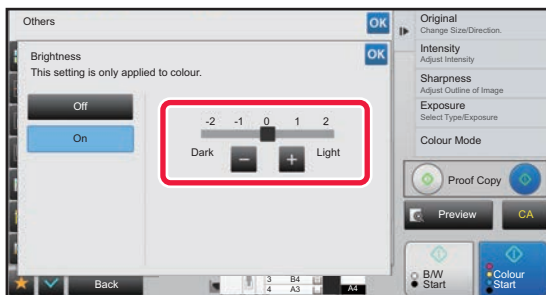 Others
OK
Brightness
OK
This setting is only applied to colour.
Off
On
-2 -1 0 1 2
Dark
Light
Back
3 B4
4 A3
A4
Original
Change Size/Direction.
Intensity
Adjust Intensity
Sharpness
Adjust Outline of Image
Exposure
Select Type/Exposure
Colour Mode
Proof Copy
Preview
CA
B/W
Start
Colour
Start